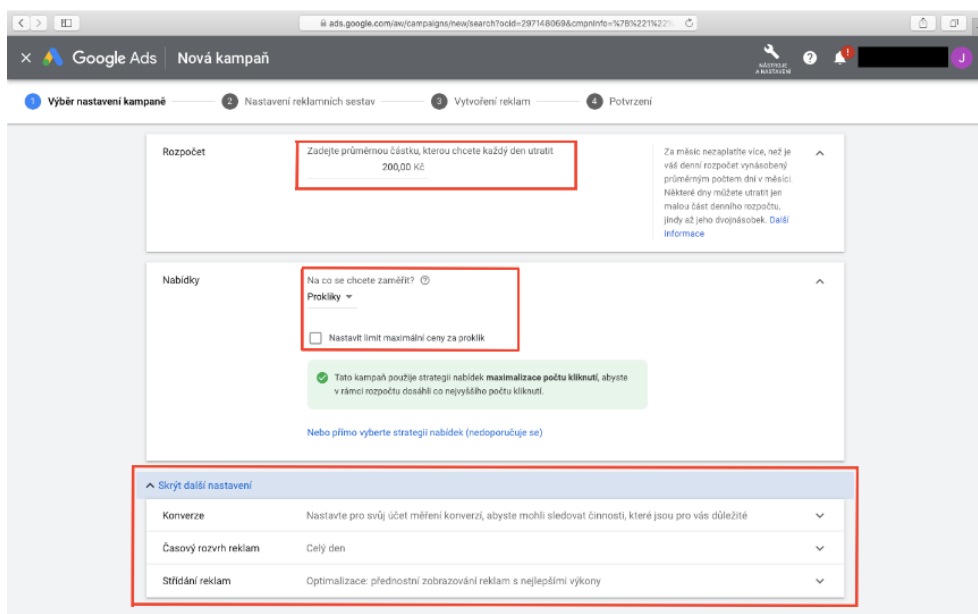 ads.google.com/aw/campaigns/new/search?ocid=297148069&cmpnInfo=%7B%221%22%
Google Ads Nová kampaň
NÁSTROJE
A NASTAVENÍ
!
J
1 Výběr nastavení kampaně 2 Nastavení reklamních sestav 3 Vytvoření reklam 4 Potvrzení
Rozpočet
Zadejte průměrnou částku, kterou chcete každý den utratit
200,00 Kč
Za měsíc nezaplatíte více, než je
váš denní rozpočet vynásobený
průměrným počtem dní v měsíci.
Některé dny můžete utratit jen
malou část denního rozpočtu,
jindy až jeho dvojnásobek. Další
informace
Nabídky
Na co se chcete zaměřit?
Prokliky
Nastavit limit maximální ceny za proklik
Tato kampaň použije strategii nabídek maximalizace počtu kliknutí, abyste
v rámci rozpočtu dosáhli co nejvyššího počtu kliknutí.
Nebo přímo vyberte strategii nabídek (nedoporučuje se)
Skrýt další nastavení
Konverze Nastavte pro svůj účet měření konverzí, abyste mohli sledovat činnosti, které jsou pro vás důležité
Časový rozvrh reklam Celý den
Střídání reklam Optimalizace: přednostní zobrazování reklam s nejlepšími výkony